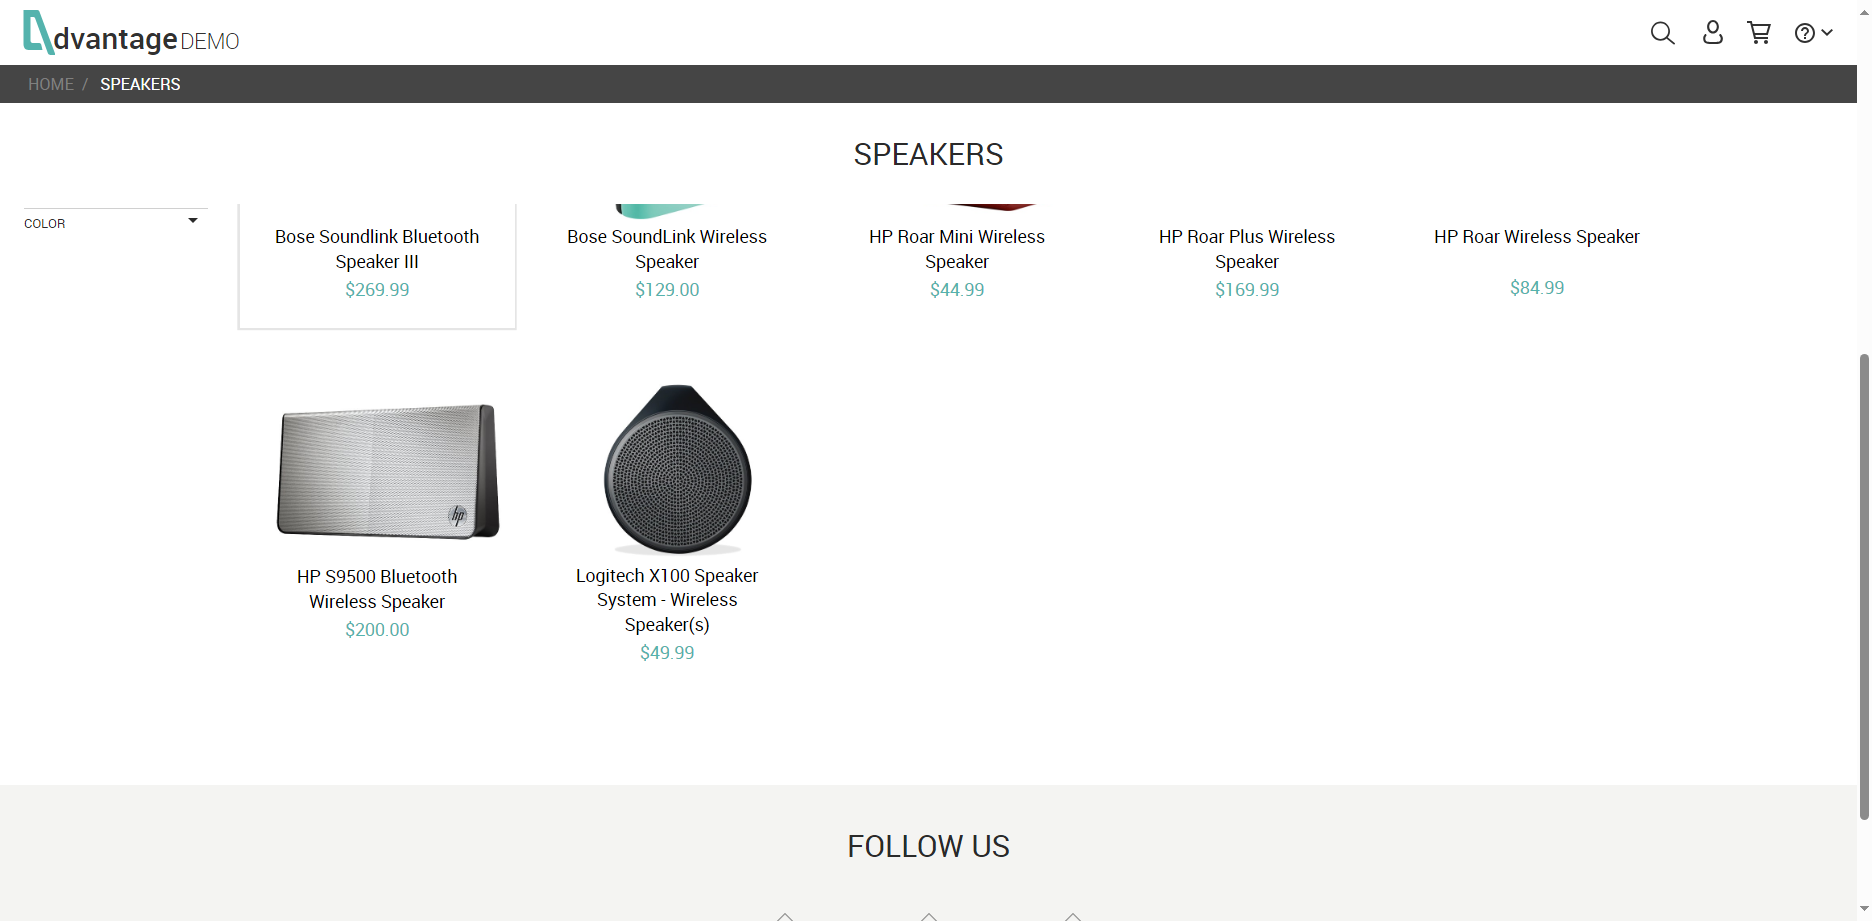 dvantage DEMO
HOME / SPEAKERS
SPEAKERS
COLOR
Bose Soundlink Bluetooth
Speaker III
$269.99
Bose SoundLink Wireless
Speaker
$129.00
HP Roar Mini Wireless
Speaker
$44.99
HP Roar Plus Wireless
Speaker
$169.99
HP Roar Wireless Speaker
$84.99
hp
HP S9500 Bluetooth
Wireless Speaker
$200.00
Logitech X100 Speaker
System - Wireless
Speaker(s)
$49.99
FOLLOW US